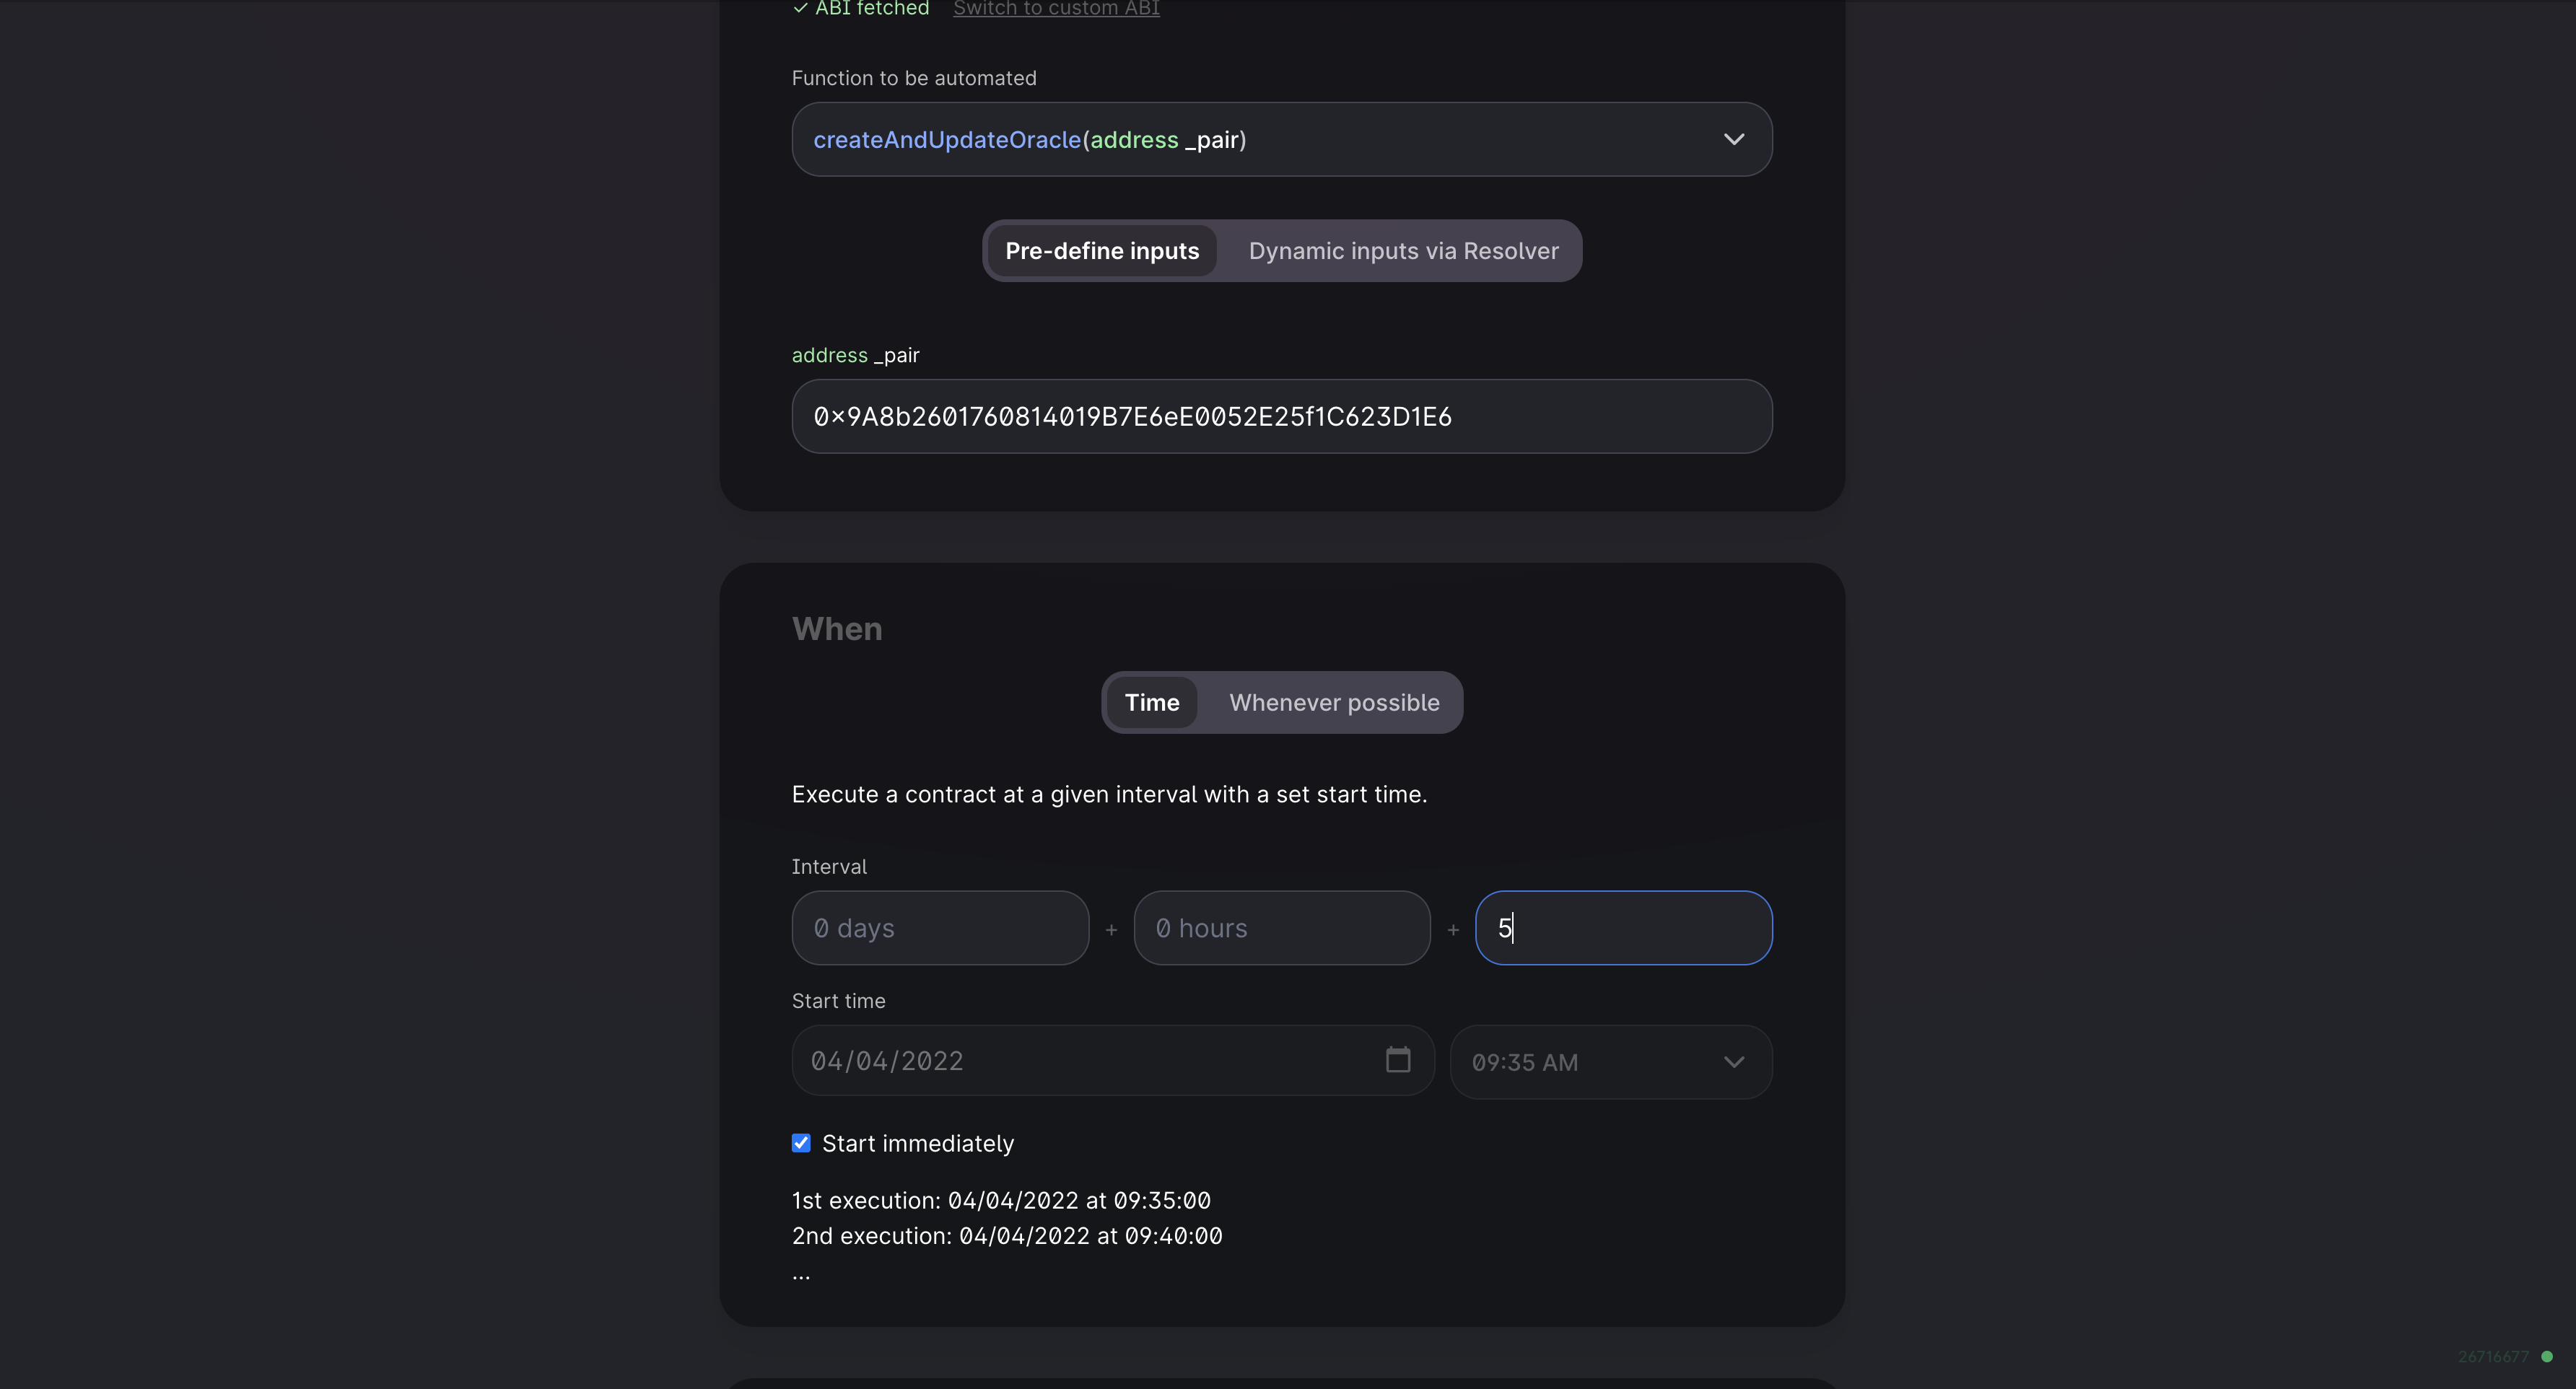 ✓ ABI fetched Switch to custom ABI
Function to be automated
createAndUpdateOracle(address _pair)
Pre-define inputs Dynamic inputs via Resolver
address _pair
0x9A8b2601760814019B7E6eE0052E25f1C623D1E6
When
Time Whenever possible
Execute a contract at a given interval with a set start time.
Interval
0 days + 0 hours + 5
Start time
04/04/2022 09:35 AM
Start immediately
1st execution: 04/04/2022 at 09:35:00
2nd execution: 04/04/2022 at 09:40:00
...
26716677